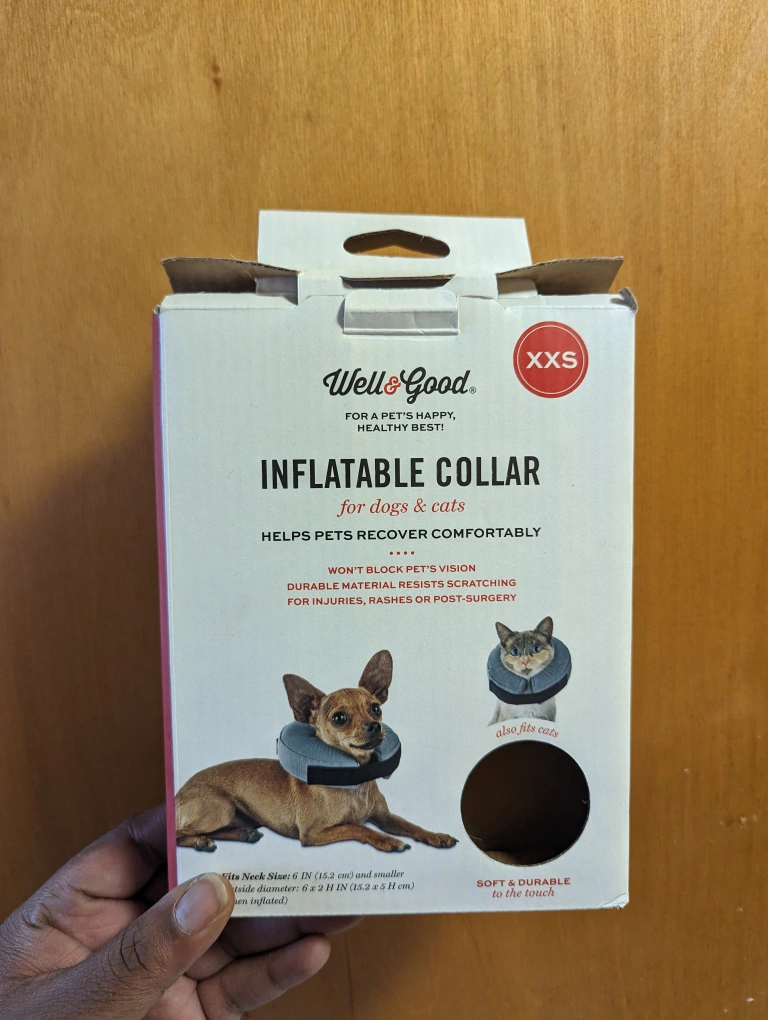 XXS
Well&Good®
FOR A PET'S HAPPY,
HEALTHY BEST!
INFLATABLE COLLAR
for dogs & cats
HELPS PETS RECOVER COMFORTABLY
WON'T BLOCK PET'S VISION
DURABLE MATERIAL RESISTS SCRATCHING
FOR INJURIES, RASHES OR POST-SURGERY
also fits cats
SOFT & DURABLE
to the touch
Fits Neck Size: 6 IN (15.2 cm) and smaller
diameter: 6 x 2 H IN (15.2 x 5 H cm)
inflated)